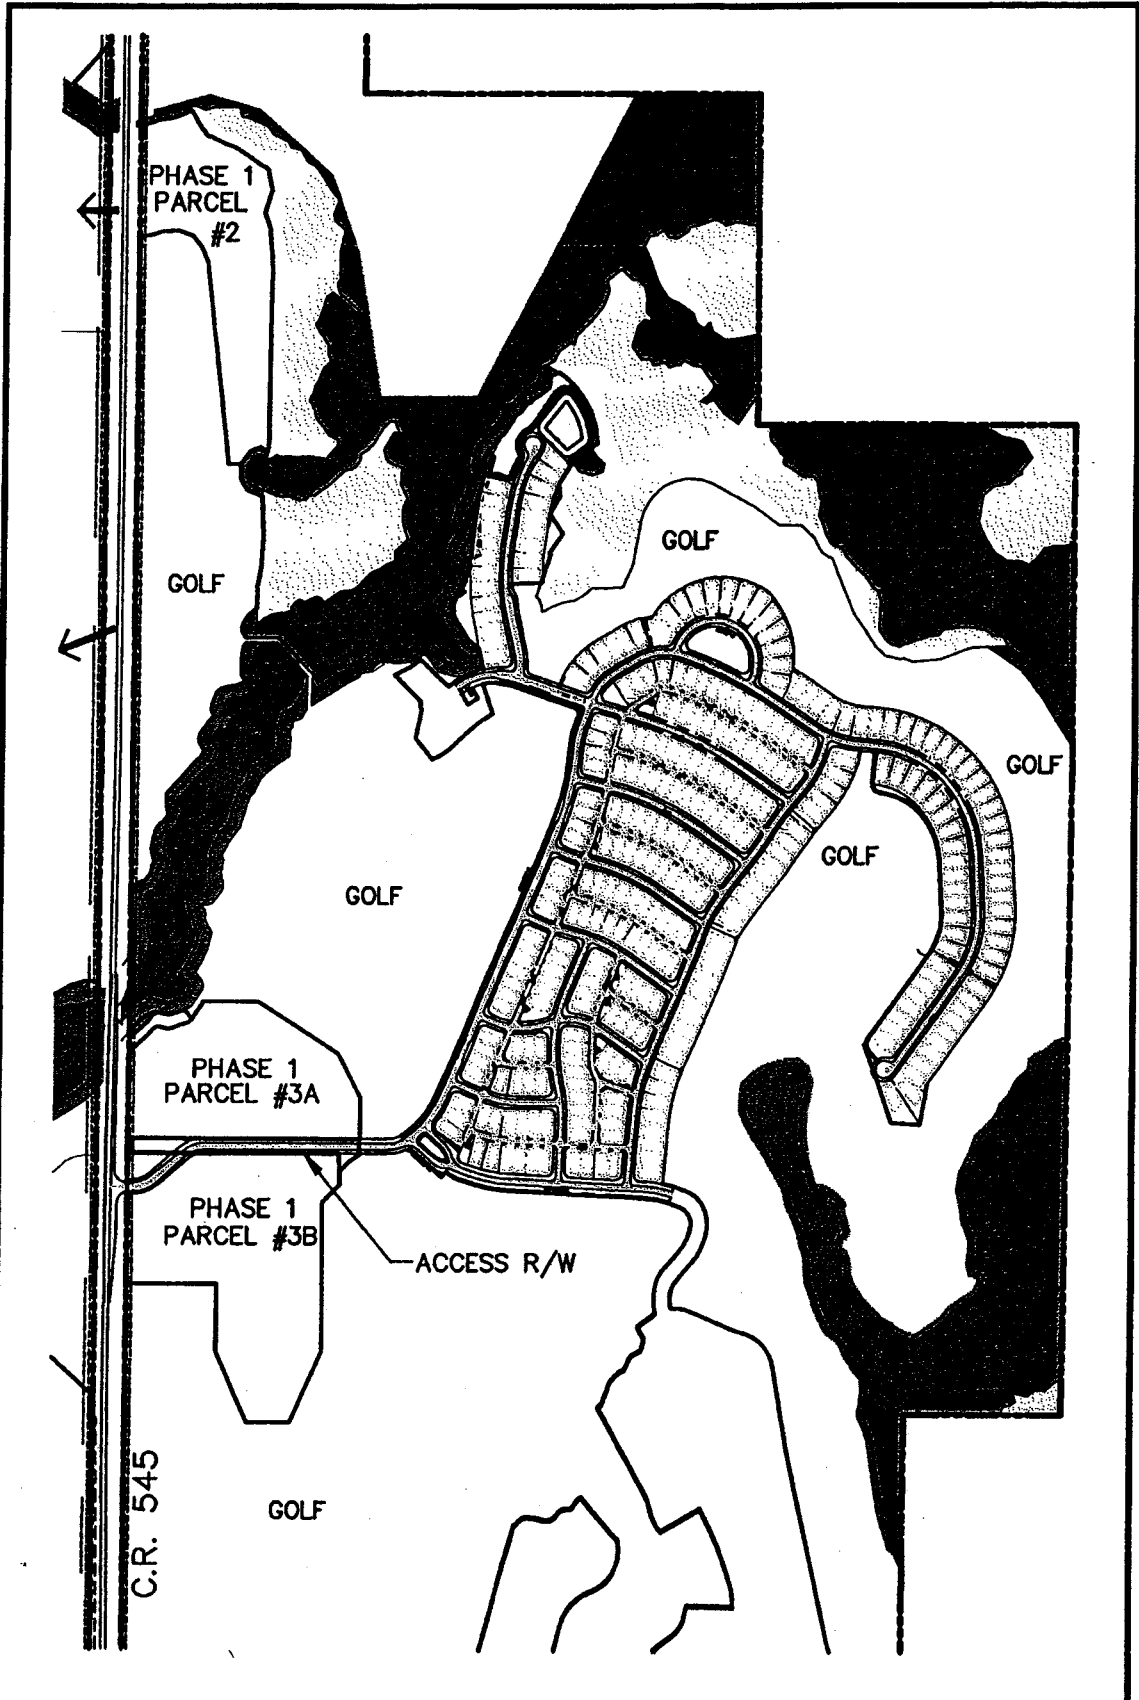 PHASE 1
PARCEL
#2
GOLF
GOLF
GOLF
GOLF
GOLF
PHASE 1
PARCEL #3A
PHASE 1
PARCEL #3B
ACCESS R/W
C.R. 545
GOLF